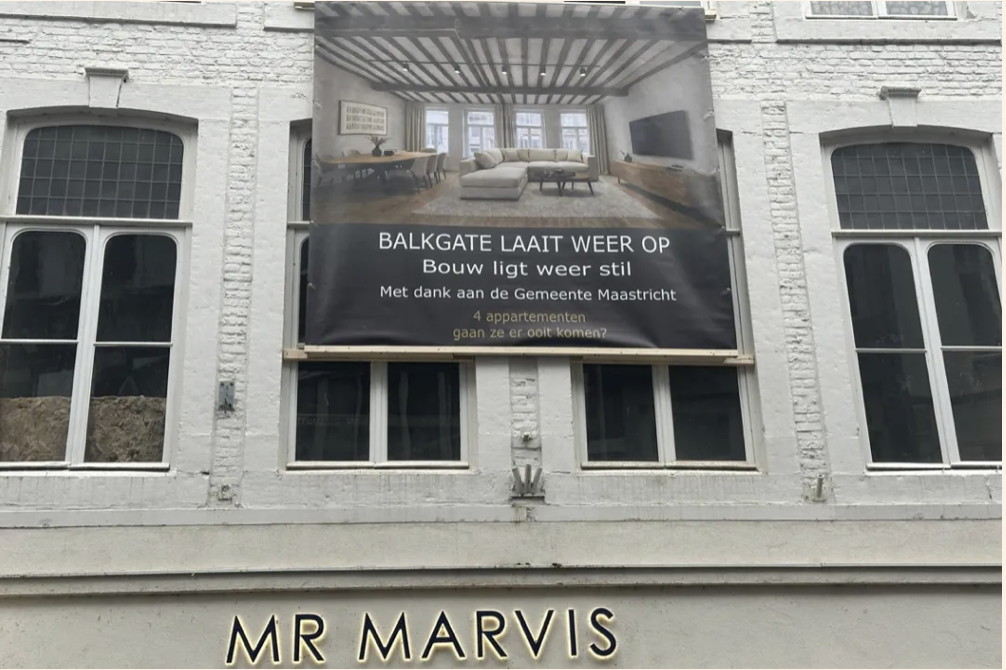 BALKGATE LAAIT WEER OP
Bouw ligt weer stil
Met dank aan de Gemeente Maastricht
4 appartementen
gaan ze er ooit komen?
MR MARVIS